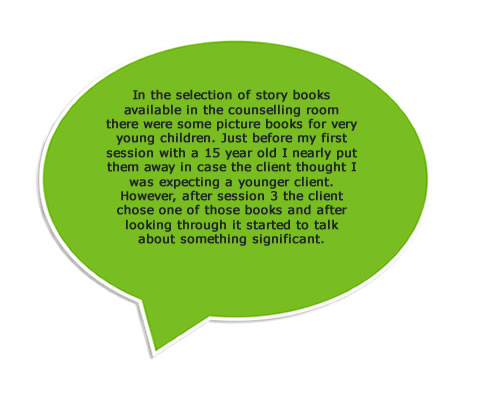 In the selection of story books
available in the counselling room
there were some picture books for very
young children. Just before my first
session with a 15 year old I nearly put
them away in case the client thought I
was expecting a younger client.
However, after session 3 the client
chose one of those books and after
looking through it started to talk
about something significant.